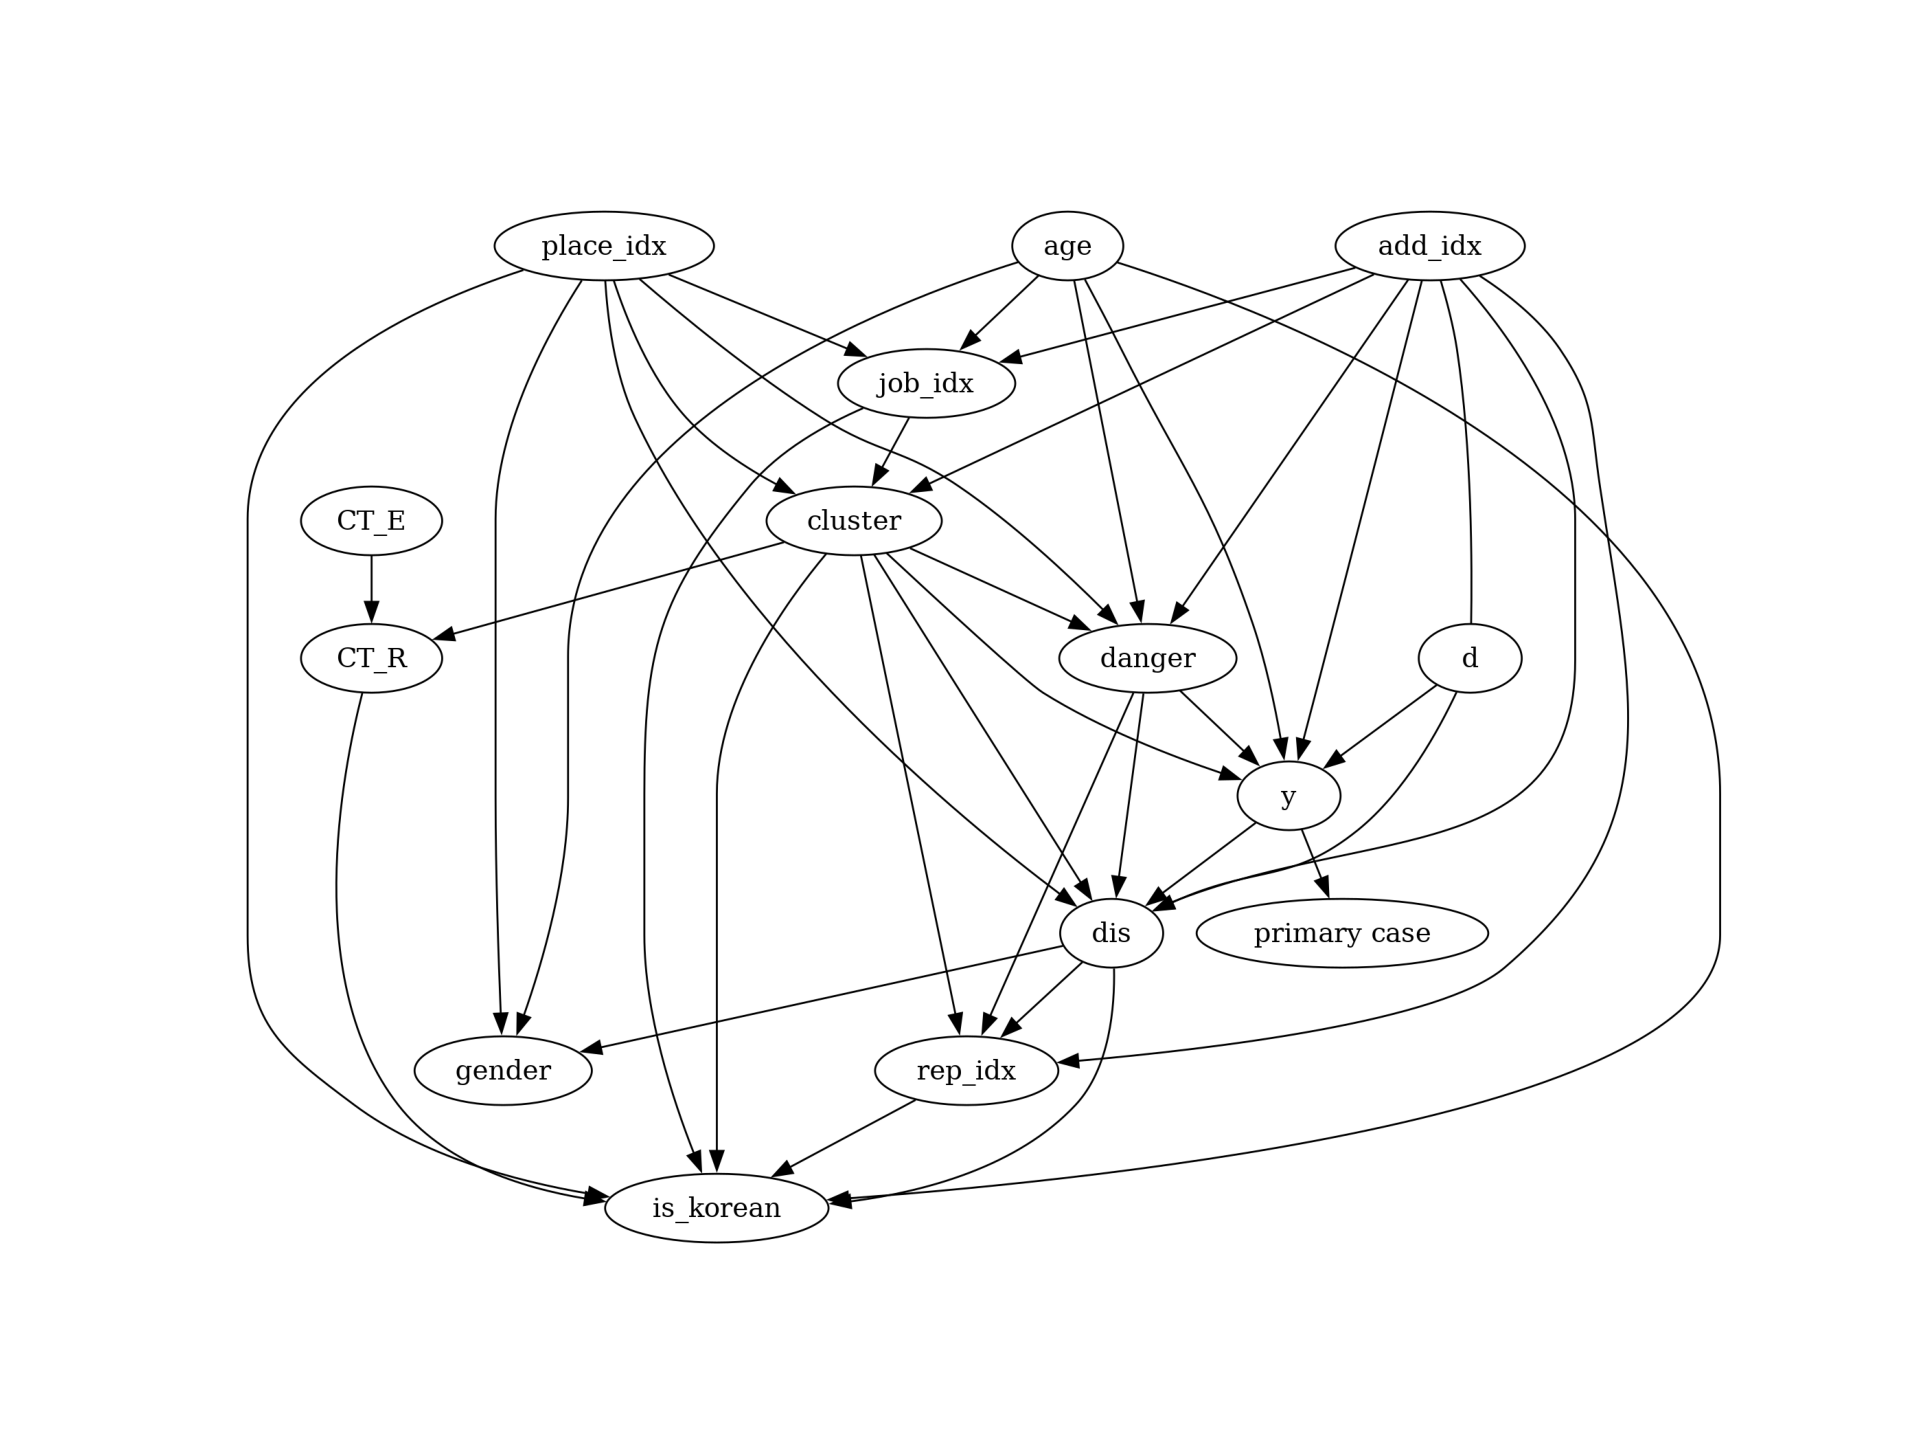 place_idx
age
add_idx
job_idx
CT_E
cluster
CT_R
danger
d
y
dis
primary case
gender
rep_idx
is_korean